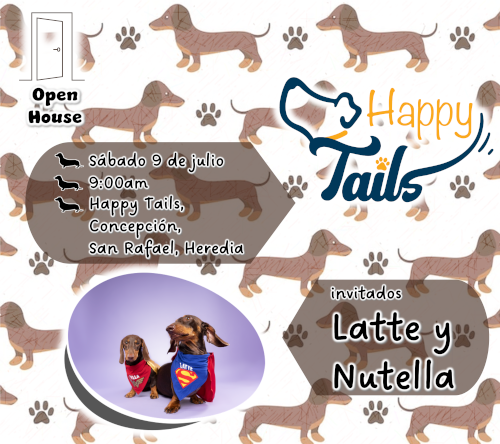 Open
House
Happy
Tails
Sábado 9 de julio
9:00am
Happy Tails,
Concepción,
San Rafael, Heredia
invitados
Latte y
Nutella
LATTE